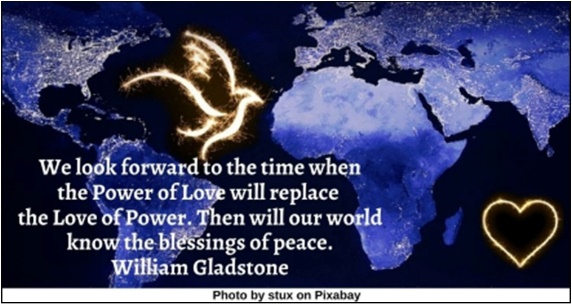 We look forward to the time when
the Power of Love will replace
the Love of Power. Then will our world
know the blessings of peace.
William Gladstone
Photo by stux on Pixabay